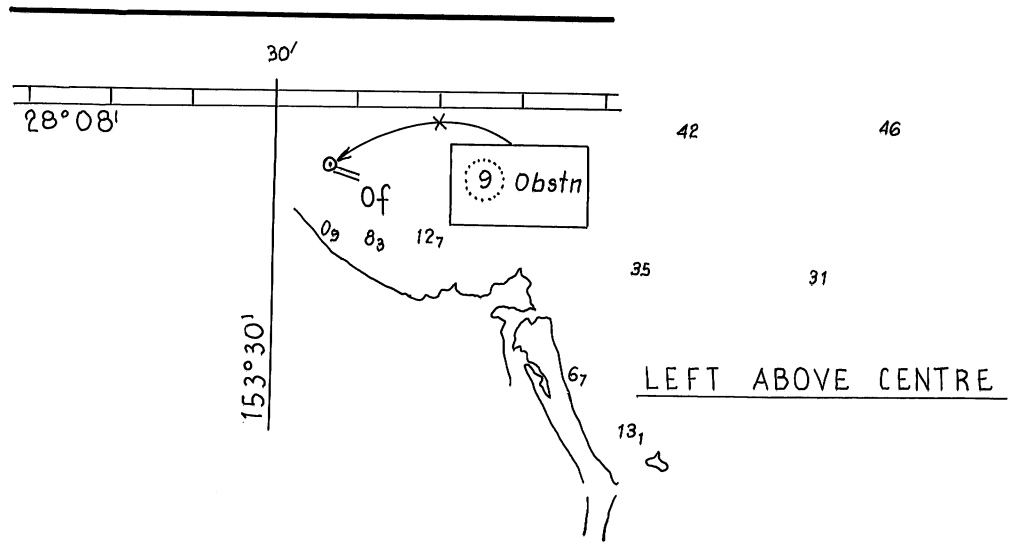 30′
28°08′
42
46
9 Obstn
Of
0₉ 8₃ 12₇
35
31
153°30′
6₇
LEFT ABOVE CENTRE
13₁